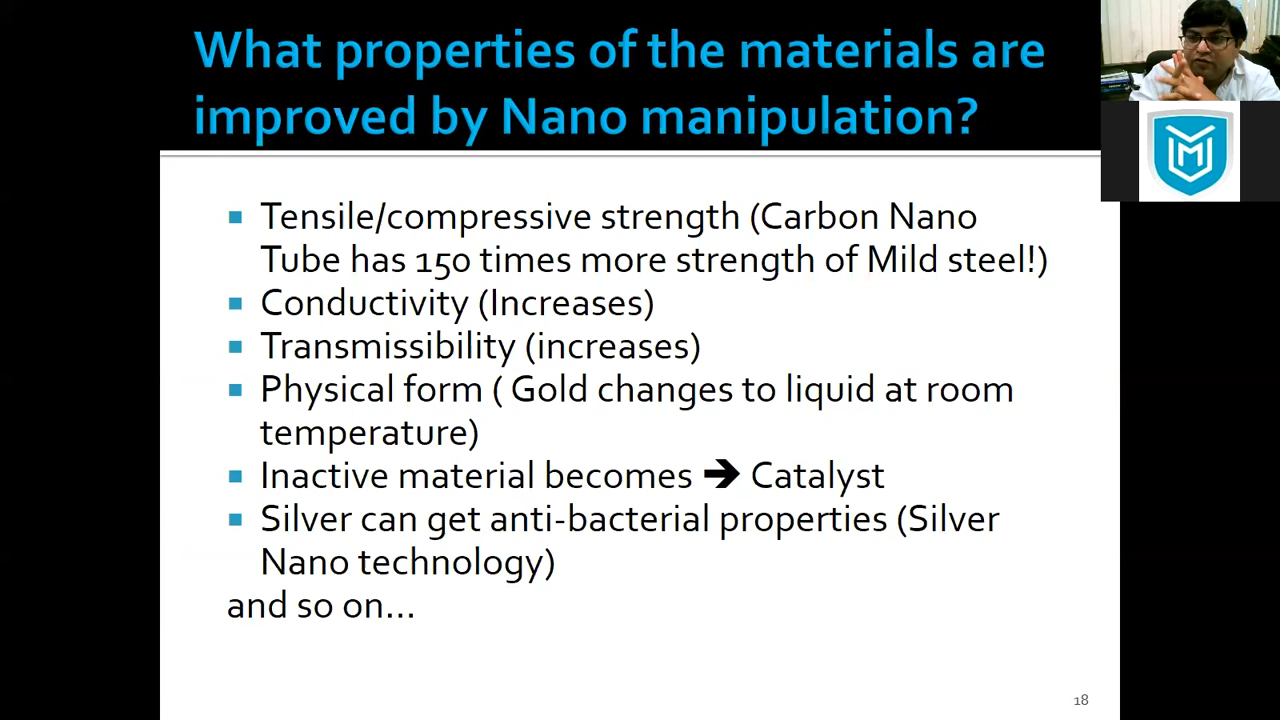 What properties of the materials are
improved by Nano manipulation?
▪ Tensile/compressive strength (Carbon Nano
Tube has 150 times more strength of Mild steel!)
▪ Conductivity (Increases)
▪ Transmissibility (increases)
▪ Physical form ( Gold changes to liquid at room
temperature)
▪ Inactive material becomes ➔ Catalyst
▪ Silver can get anti-bacterial properties (Silver
Nano technology)
and so on…
18